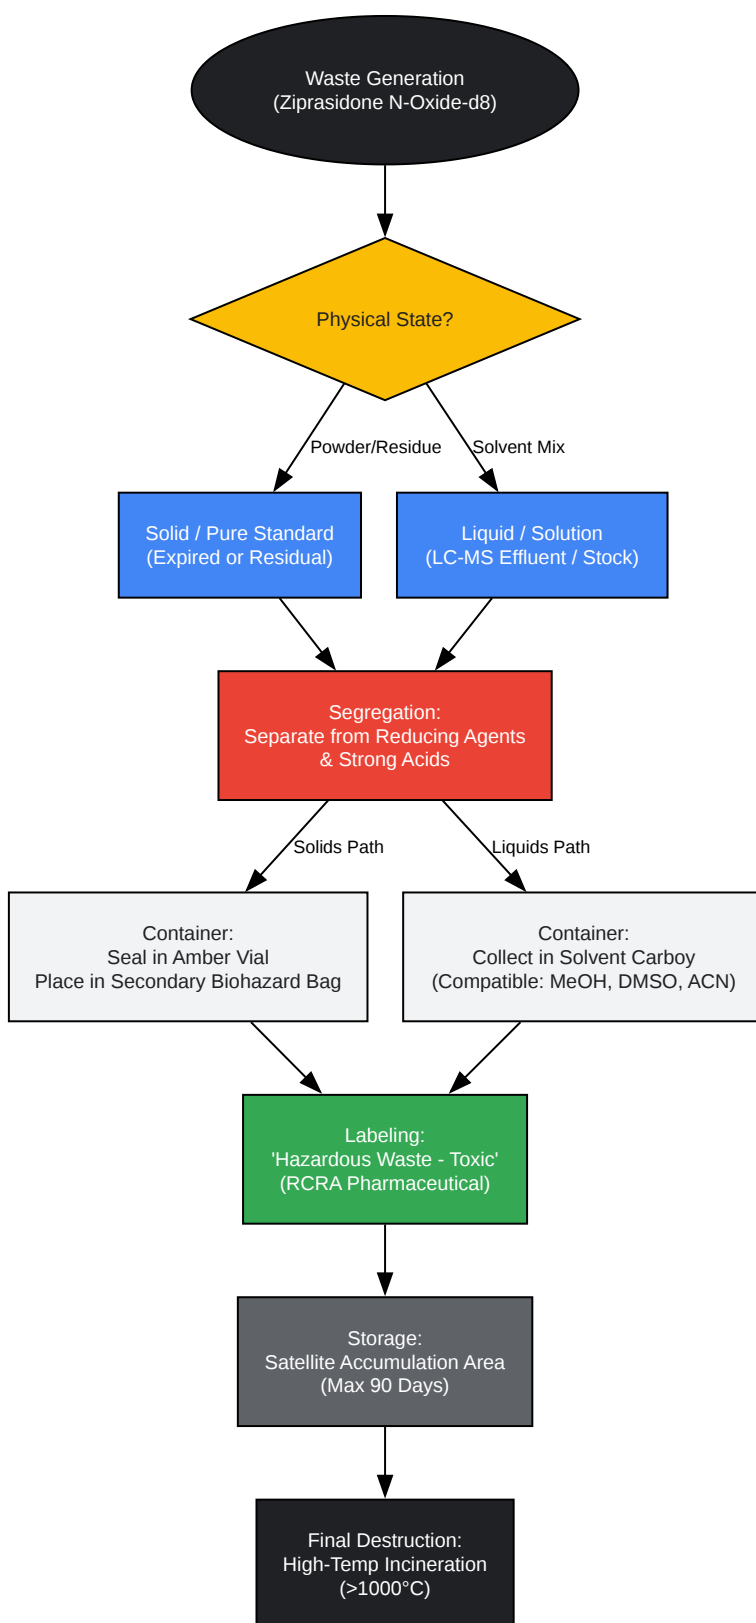 Waste Generation
(Ziprasidone N-Oxide-d8)
Physical State?
Powder/Residue
Solvent Mix
Solid / Pure Standard
(Expired or Residual)
Liquid / Solution
(LC-MS Effluent / Stock)
Segregation:
Separate from Reducing Agents
& Strong Acids
Solids Path
Liquids Path
Container:
Seal in Amber Vial
Place in Secondary Biohazard Bag
Container:
Collect in Solvent Carboy
(Compatible: MeOH, DMSO, ACN)
Labeling:
'Hazardous Waste - Toxic'
(RCRA Pharmaceutical)
Storage:
Satellite Accumulation Area
(Max 90 Days)
Final Destruction:
High-Temp Incineration
(>1000°C)